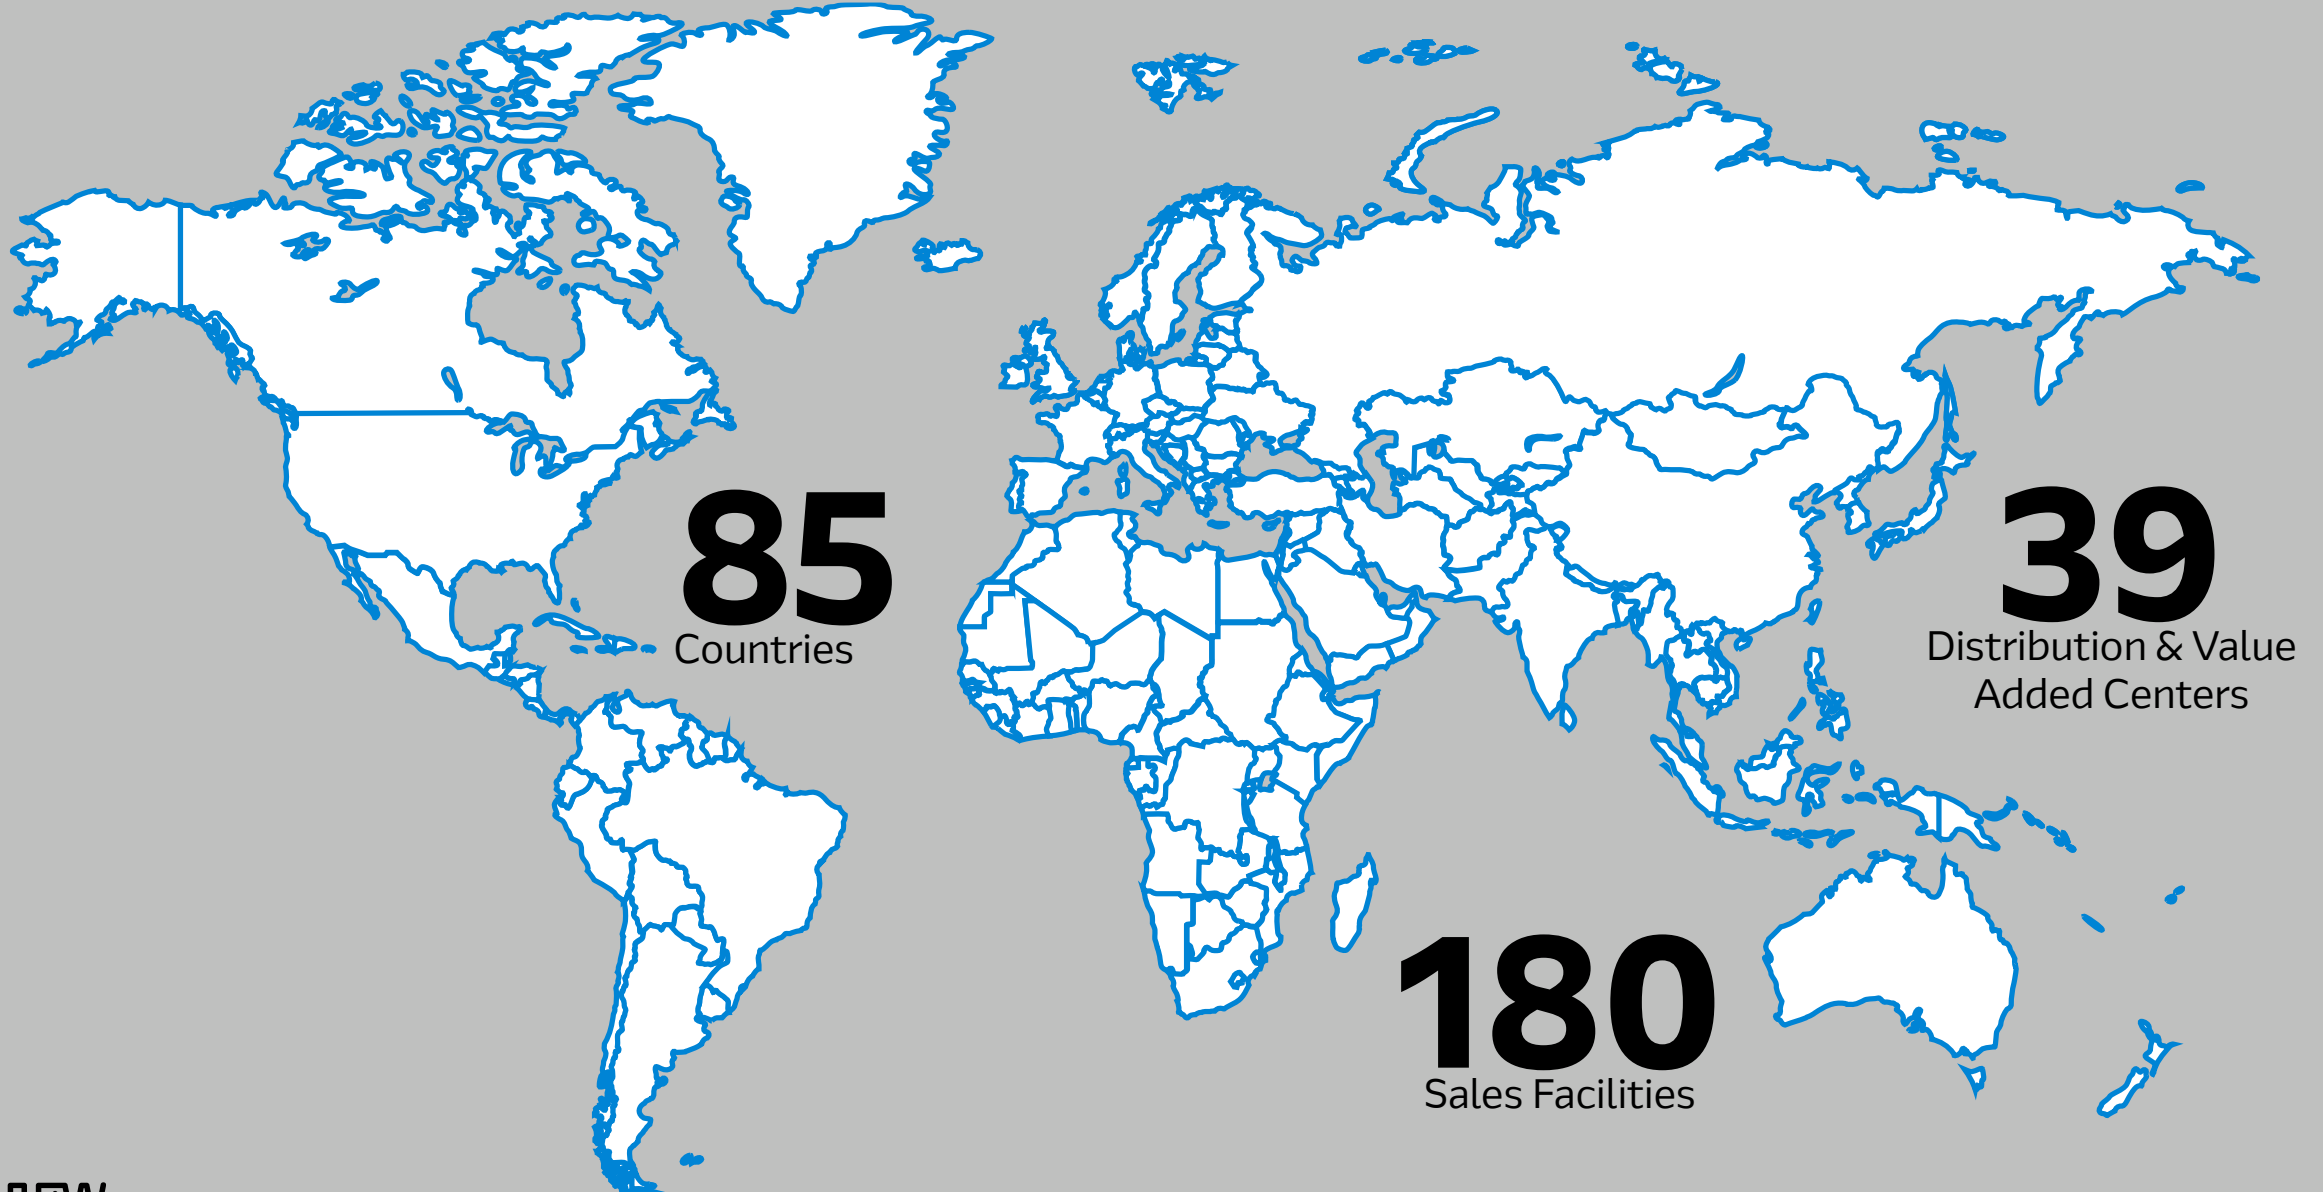 85
Countries
39
Distribution & Value
Added Centers
180
Sales Facilities